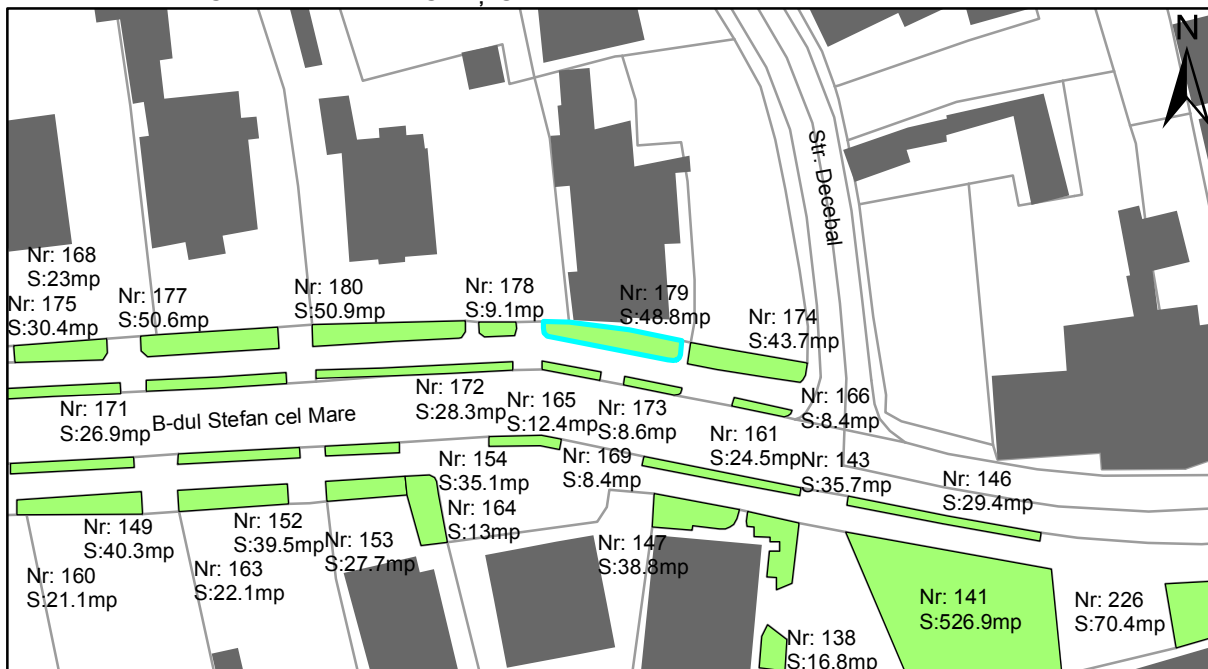 N
Str. Decebal
Nr: 168
S:23mp
Nr: 175
S:30.4mp
Nr: 177
S:50.6mp
Nr: 180
S:50.9mp
Nr: 178
S:9.1mp
Nr: 179
S:48.8mp
Nr: 174
S:43.7mp
Nr: 171
S:26.9mp
B-dul Stefan cel Mare
Nr: 172
S:28.3mp
Nr: 165
S:12.4mp
Nr: 173
S:8.6mp
Nr: 166
S:8.4mp
Nr: 161
S:24.5mp
Nr: 154
S:35.1mp
Nr: 169
S:8.4mp
Nr: 143
S:35.7mp
Nr: 146
S:29.4mp
Nr: 164
S:13mp
Nr: 149
S:40.3mp
Nr: 152
S:39.5mp
Nr: 153
S:27.7mp
Nr: 147
S:38.8mp
Nr: 160
S:21.1mp
Nr: 163
S:22.1mp
Nr: 141
S:526.9mp
Nr: 226
S:70.4mp
Nr: 138
S:16.8mp